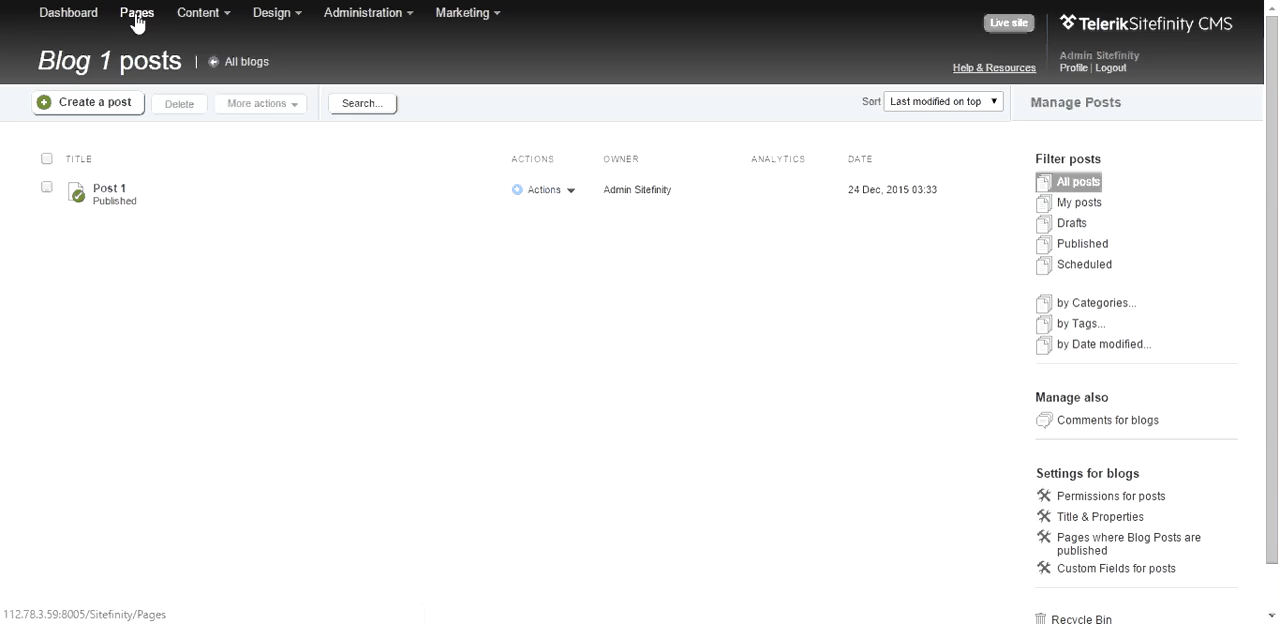 Dashboard Pages Content Design Administration Marketing
Live site
Telerik Sitefinity CMS
Blog 1 posts | All blogs
Admin Sitefinity
Help & Resources
Profile | Logout
Create a post Delete More actions Search... Sort Last modified on top Manage Posts
TITLE ACTIONS OWNER ANALYTICS DATE
Post 1 Actions Admin Sitefinity 24 Dec, 2015 03:33
Published
Filter posts
All posts
My posts
Drafts
Published
Scheduled
by Categories...
by Tags...
by Date modified...
Manage also
Comments for blogs
Settings for blogs
Permissions for posts
Title & Properties
Pages where Blog Posts are
published
Custom Fields for posts
Recycle Bin
112.78.3.59:8005/Sitefinity/Pages